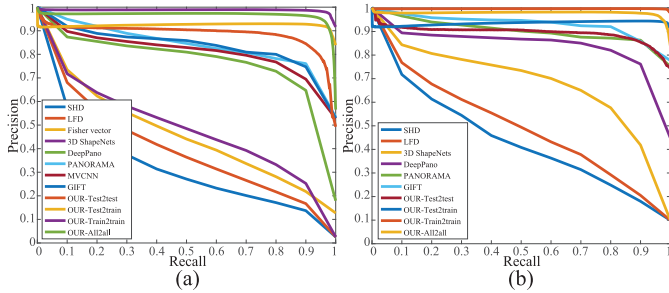 1
0.9
0.8
0.7
0.6
0.5
0.4
0.3
0.2
0.1
0
Precision
SHD
LFD
Fisher vector
3D ShapeNets
DeepPano
PANORAMA
MVCNN
GIFT
OUR-Test2test
OUR-Test2train
OUR-Train2train
OUR-All2all
0 0.1 0.2 0.3 0.4 0.5 0.6 0.7 0.8 0.9 1
Recall
(a)
1
0.9
0.8
0.7
0.6
0.5
0.4
0.3
0.2
0.1
0
Precision
SHD
LFD
3D ShapeNets
DeepPano
PANORAMA
GIFT
OUR-Test2test
OUR-Test2train
OUR-Train2train
OUR-All2all
0 0.1 0.2 0.3 0.4 0.5 0.6 0.7 0.8 0.9 1
Recall
(b)